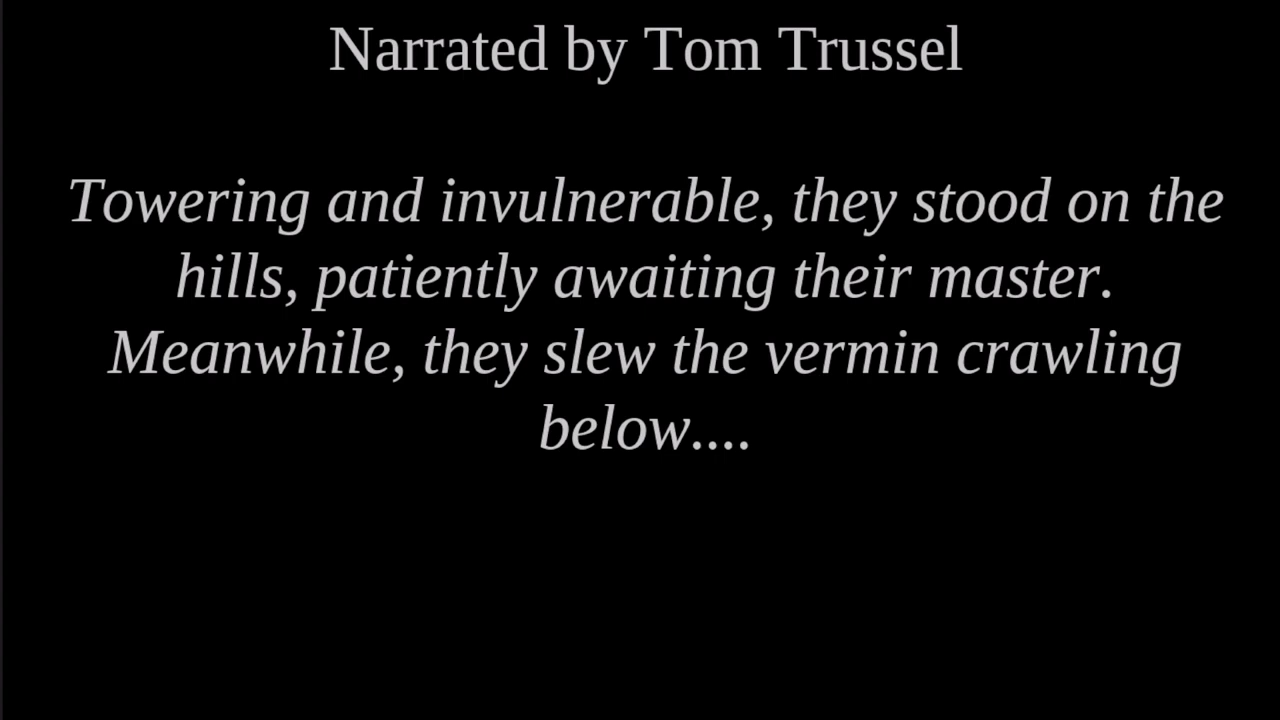 Narrated by Tom Trussel
Towering and invulnerable, they stood on the
hills, patiently awaiting their master.
Meanwhile, they slew the vermin crawling
below....